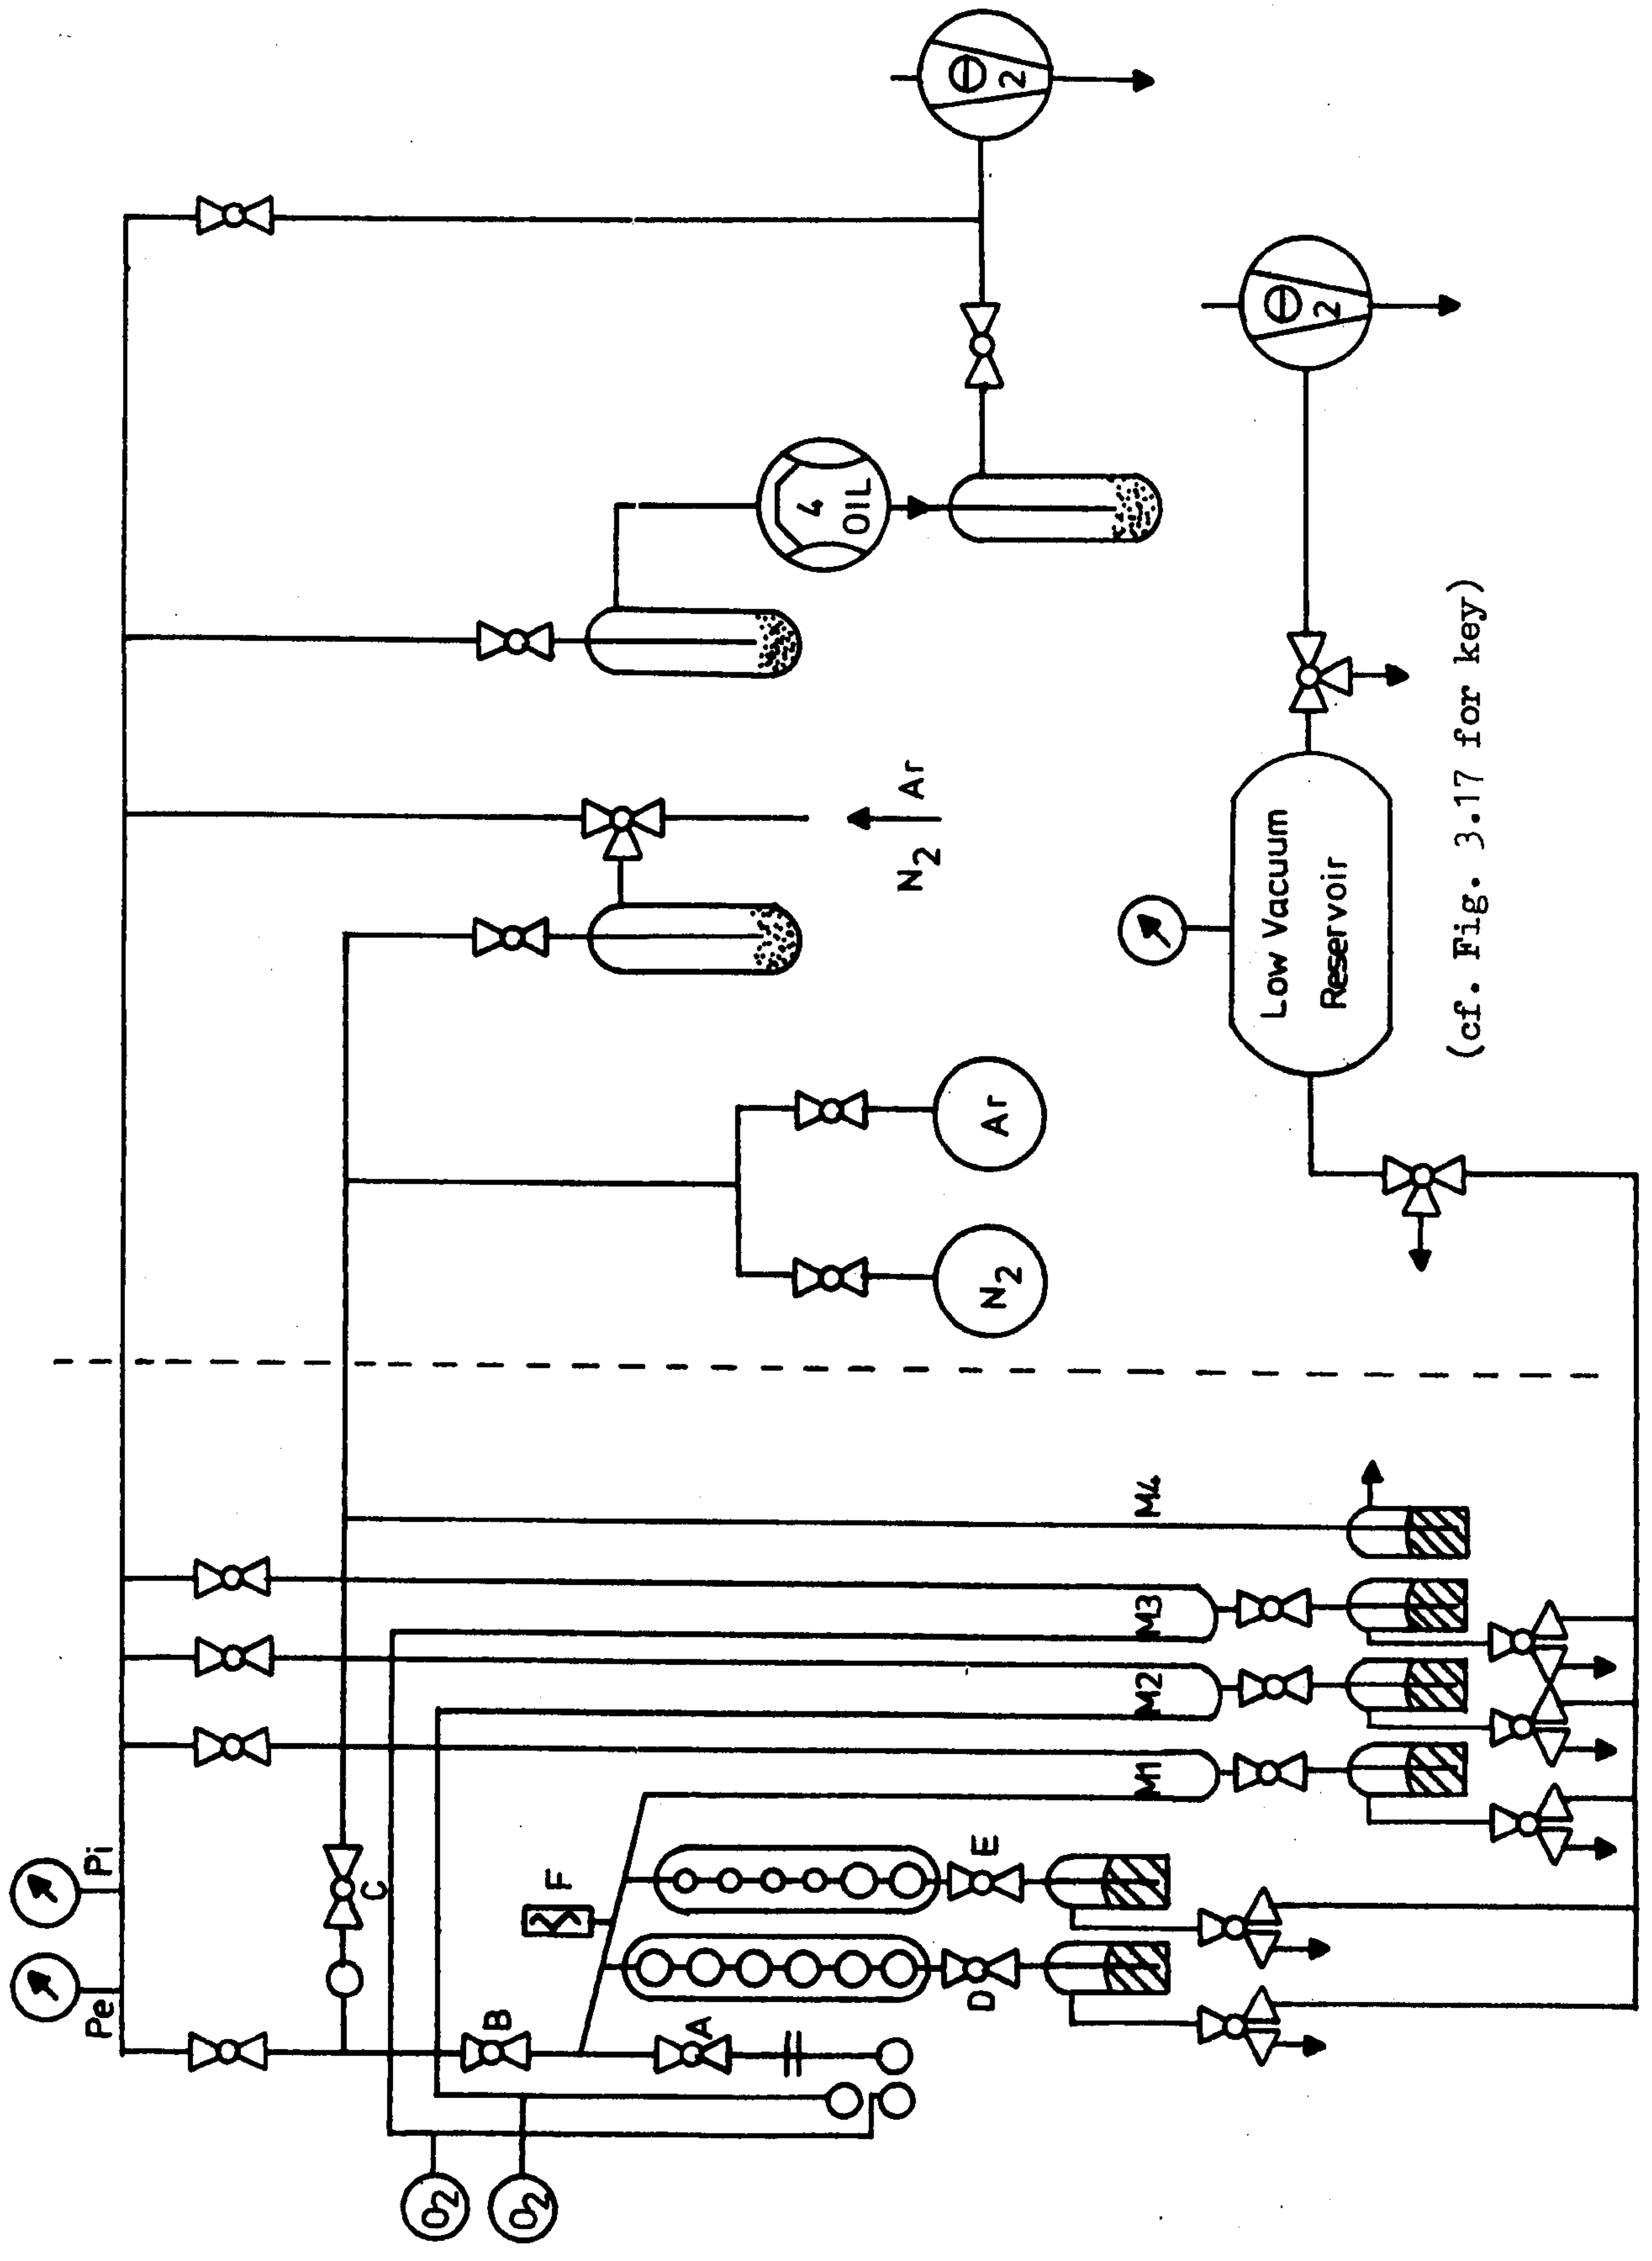 Pe
Pi
C
B
A
F
D
E
M1
M2
M3
M4
O2
O2
N2
Ar
N2
Ar
4
OIL
2
2
Low Vacuum
Reservoir
(cf. Fig. 3.17 for key)